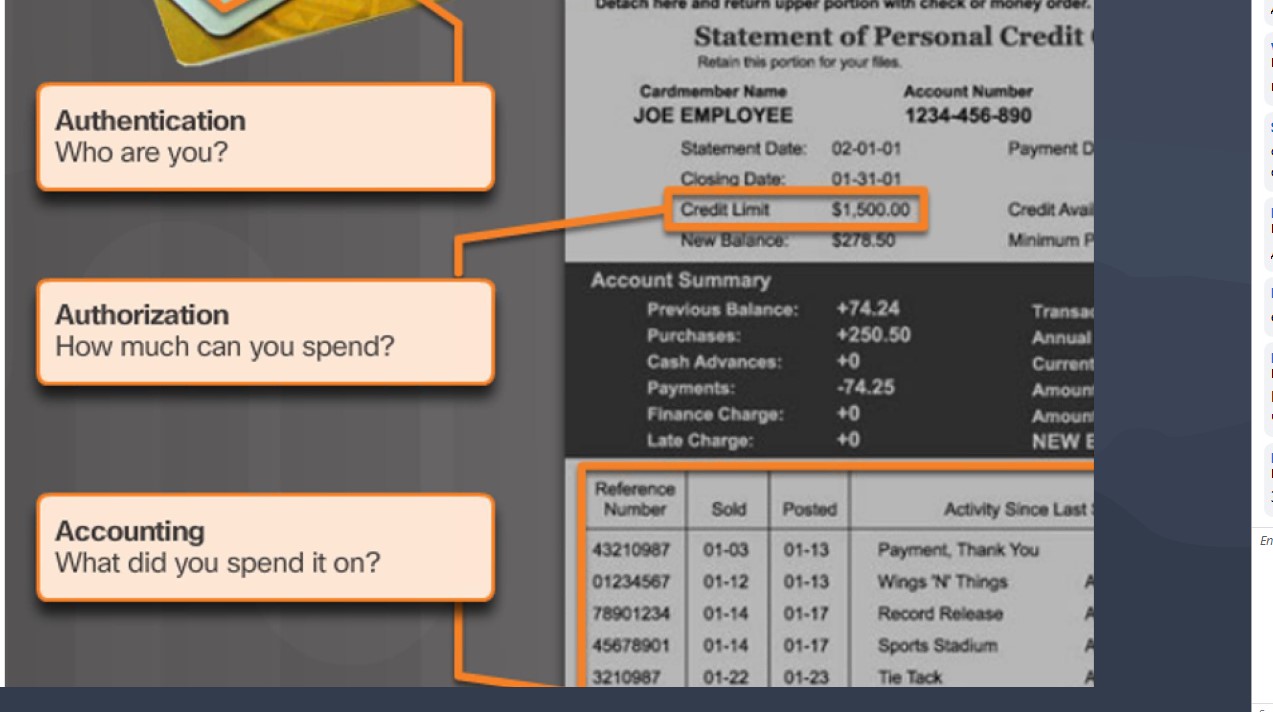 Detach here and return upper portion with check or money order.
Statement of Personal Credit
Retain this portion for your files.
Cardmember Name Account Number
JOE EMPLOYEE 1234-456-890
Statement Date: 02-01-01 Payment D
Closing Date: 01-31-01
Credit Limit $1,500.00 Credit Avai
New Balance: $278.50 Minimum P
Authentication
Who are you?
Authorization
How much can you spend?
Accounting
What did you spend it on?
Account Summary
Previous Balance: +74.24 Transac
Purchases: +250.50 Annual
Cash Advances: +0 Current
Payments: -74.25 Amoun
Finance Charge: +0 Amoun
Late Charge: +0 NEW
Reference
Number Sold Posted Activity Since Last
43210987 01-03 01-13 Payment, Thank You
01234567 01-12 01-13 Wings 'N' Things
78901234 01-14 01-17 Record Release
45678901 01-14 01-17 Sports Stadium
3210987 01-22 01-23 Tie Tack
En